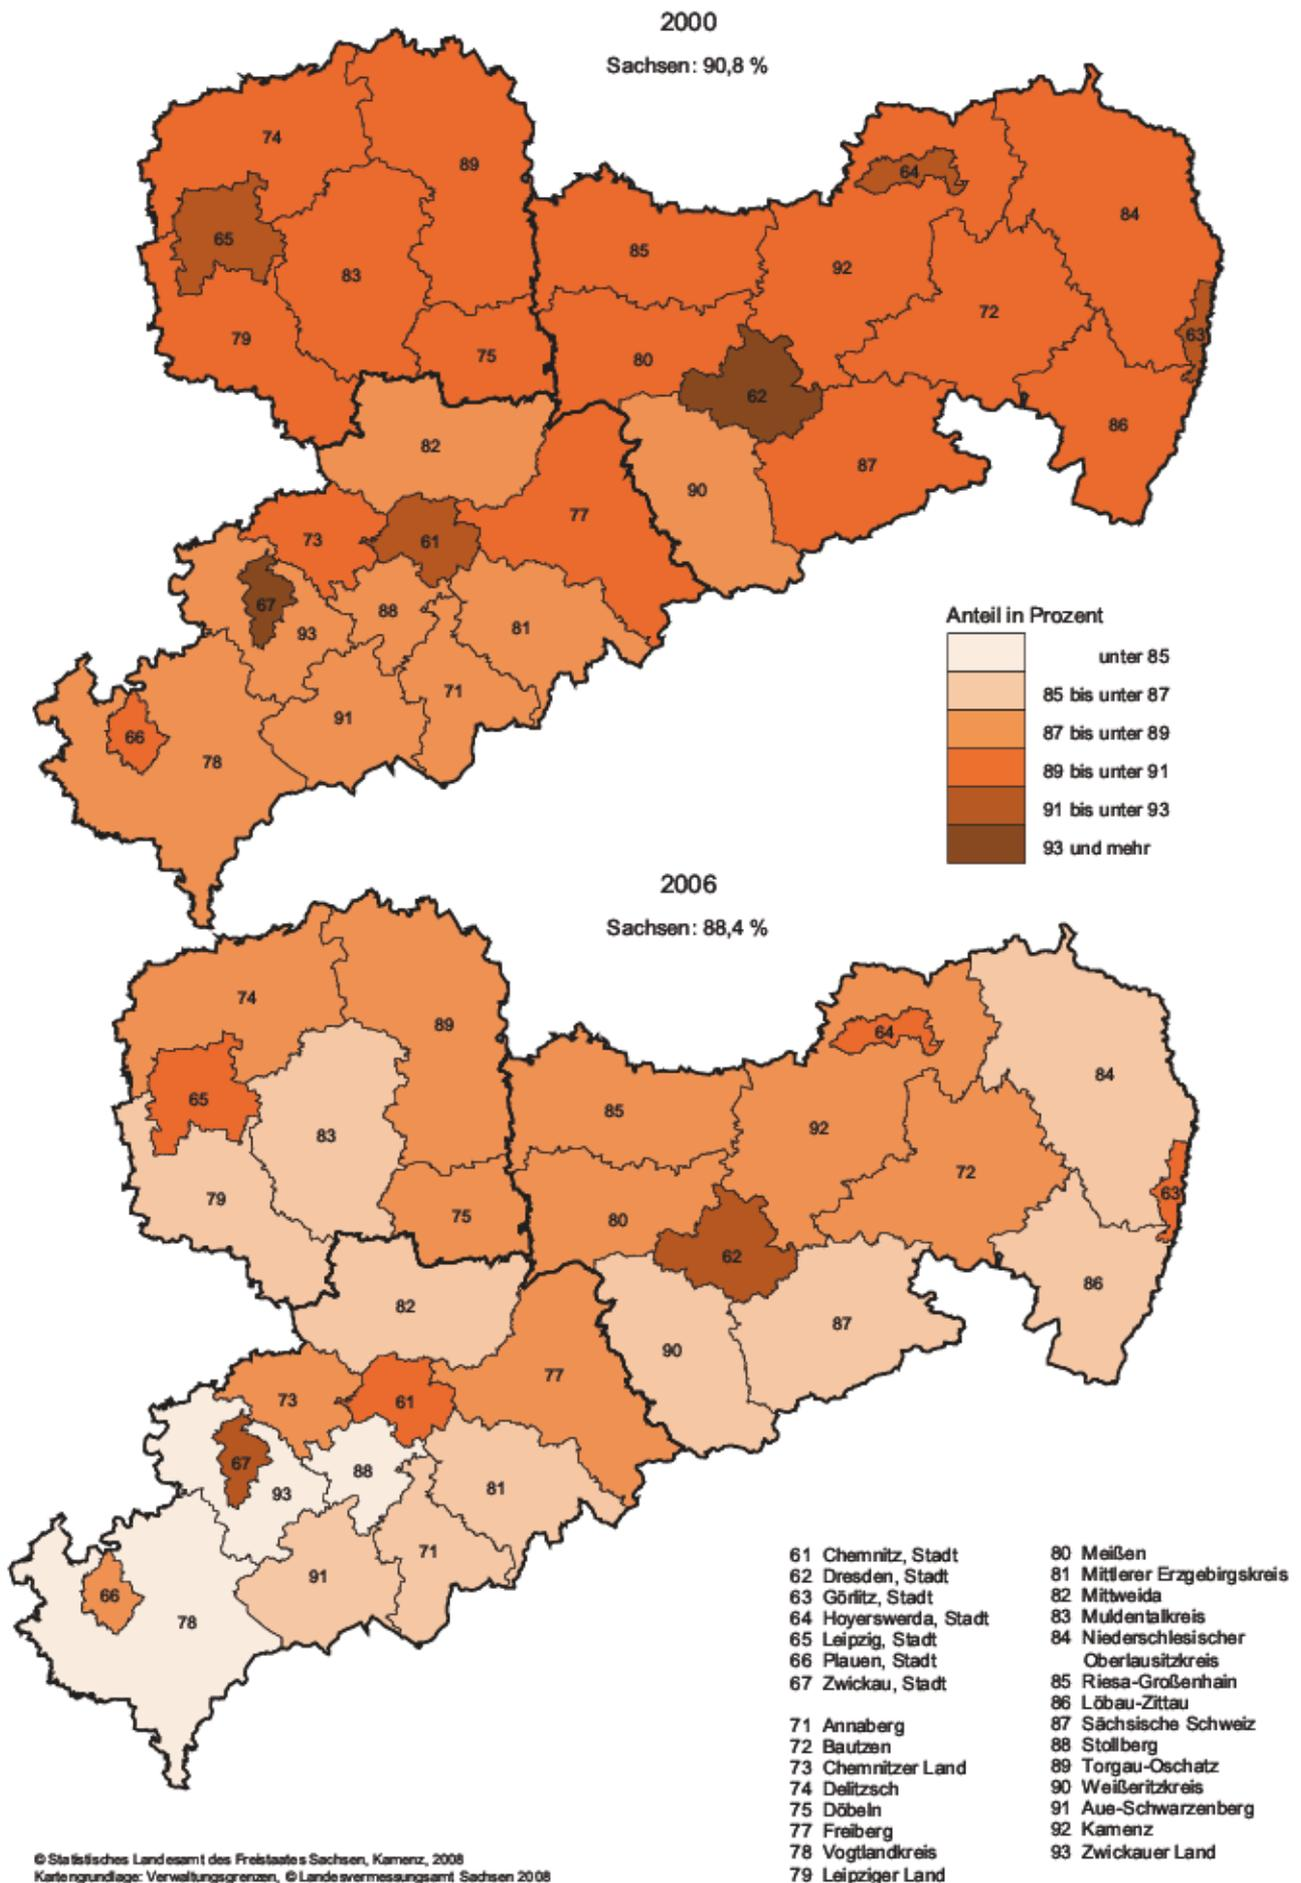 2000
Sachsen: 90,8 %
74
89
64
84
65
85
83
92
72
79
63
75
80
62
82
86
87
90
77
73
61
67
88
93
81
71
91
66
78
Anteil in Prozent
unter 85
85 bis unter 87
87 bis unter 89
89 bis unter 91
91 bis unter 93
93 und mehr
2006
Sachsen: 88,4 %
74
89
64
84
65
85
83
92
72
79
63
75
80
62
82
86
87
90
77
73
61
67
88
93
81
71
91
66
78
61 Chemnitz, Stadt
62 Dresden, Stadt
63 Görlitz, Stadt
64 Hoyerswerda, Stadt
65 Leipzig, Stadt
66 Plauen, Stadt
67 Zwickau, Stadt
71 Annaberg
72 Bautzen
73 Chemnitzer Land
74 Delitzsch
75 Döbeln
77 Freiberg
78 Vogtlandkreis
79 Leipziger Land
80 Meißen
81 Mittlerer Erzgebirgskreis
82 Mittweida
83 Muldentalkreis
84 Niederschlesischer
Oberlausitzkreis
85 Riesa-Großenhain
86 Löbau-Zittau
87 Sächsische Schweiz
88 Stollberg
89 Torgau-Oschatz
90 Weißeritzkreis
91 Aue-Schwarzenberg
92 Kamenz
93 Zwickauer Land
© Statistisches Landesamt des Freistaates Sachsen, Kamenz, 2008
Kartengrundlage: Verwaltungsgrenzen, © Landesvermessungsamt Sachsen 2008